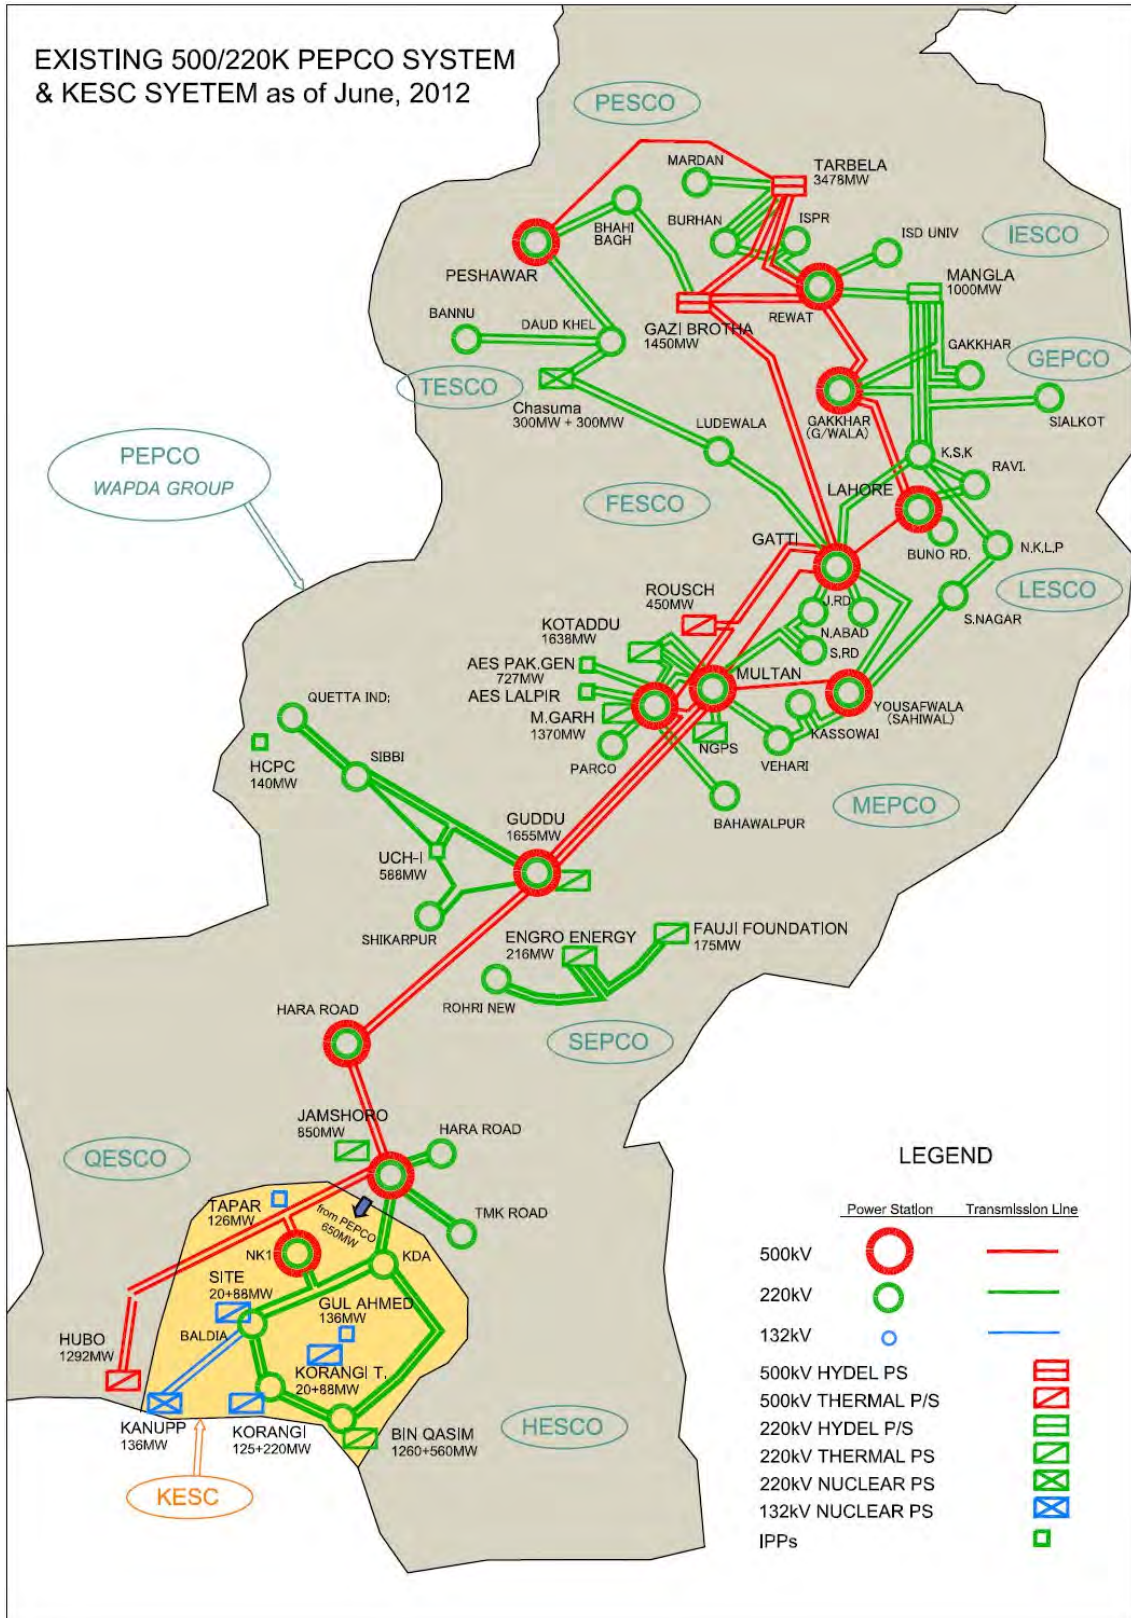 EXISTING 500/220K PEPCO SYSTEM
& KESC SYETEM as of June, 2012
PESCO
MARDAN
TARBELA
3478MW
BURHAN
ISPR
BHAHI
BAGH
ISD UNIV
IESCO
PESHAWAR
MANGLA
1000MW
BANNU
DAUD KHEL
GAZI BROTHA
1450MW
REWAT
GAKKHAR
GEPCO
TESCO
Chasuma
300MW + 300MW
LUDEWALA
GAKKHAR
(G/WALA)
SIALKOT
PEPCO
WAPDA GROUP
K.S.K
RAVI.
FESCO
LAHORE
GATTI
BUNO RD.
N.K.L.P
LESCO
ROUSCH
450MW
J.RD
S.NAGAR
KOTADDU
1638MW
N.ABAD
S.RD
AES PAK.GEN
727MW
AES LALPIR
MULTAN
QUETTA IND;
M.GARH
1370MW
YOUSAFWALA
(SAHIWAL)
KASSOWAI
NGPS
HCPC
140MW
SIBBI
PARCO
VEHARI
MEPCO
BAHAWALPUR
GUDDU
1655MW
UCH-I
588MW
SHIKARPUR
ENGRO ENERGY
216MW
FAUJI FOUNDATION
175MW
ROHRI NEW
HARA ROAD
SEPCO
JAMSHORO
850MW
HARA ROAD
QESCO
TAPAR
126MW
from PEPCO
650MW
TMK ROAD
NK1
KDA
SITE
20+88MW
GUL AHMED
136MW
BALDIA
HUBO
1292MW
KORANGI T,
20+88MW
KANUPP
136MW
KORANGI
125+220MW
BIN QASIM
1260+560MW
HESCO
KESC
LEGEND
Power Station Transmission Line
500kV
220kV
132kV
500kV HYDEL PS
500kV THERMAL P/S
220kV HYDEL P/S
220kV THERMAL PS
220kV NUCLEAR PS
132kV NUCLEAR PS
IPPs